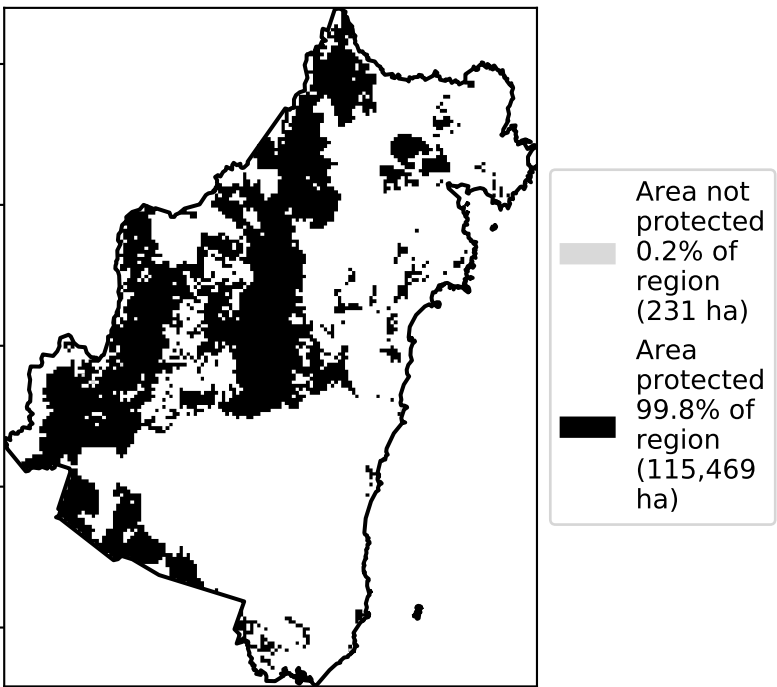 Area not
protected
0.2% of
region
(231 ha)
Area
protected
99.8% of
region
(115,469
ha)